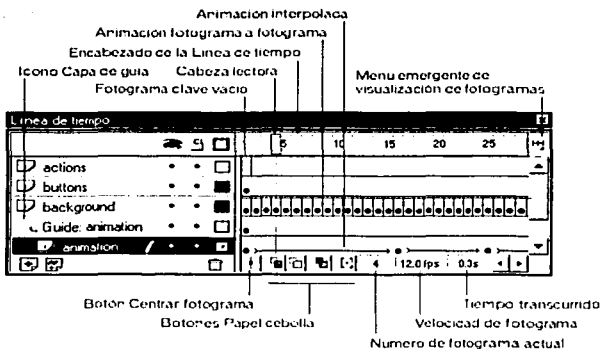 Animación interpolada
Animación fotograma a fotograma
Encabezado de la Linea de tiempo
Icono Capa de guia
Cabeza lectora
Fotograma clave vacio
Menu emergente de
visualización de fotogramas
Linea de tiempo
5 10 15 20 25
actions
buttons
background
Guide: animation
animation
4 12.0 fps 0.3s
Botón Centrar fotograma
Botones Papel cebolla
Tiempo transcurrido
Velocidad de fotograma
Numero de fotograma actual